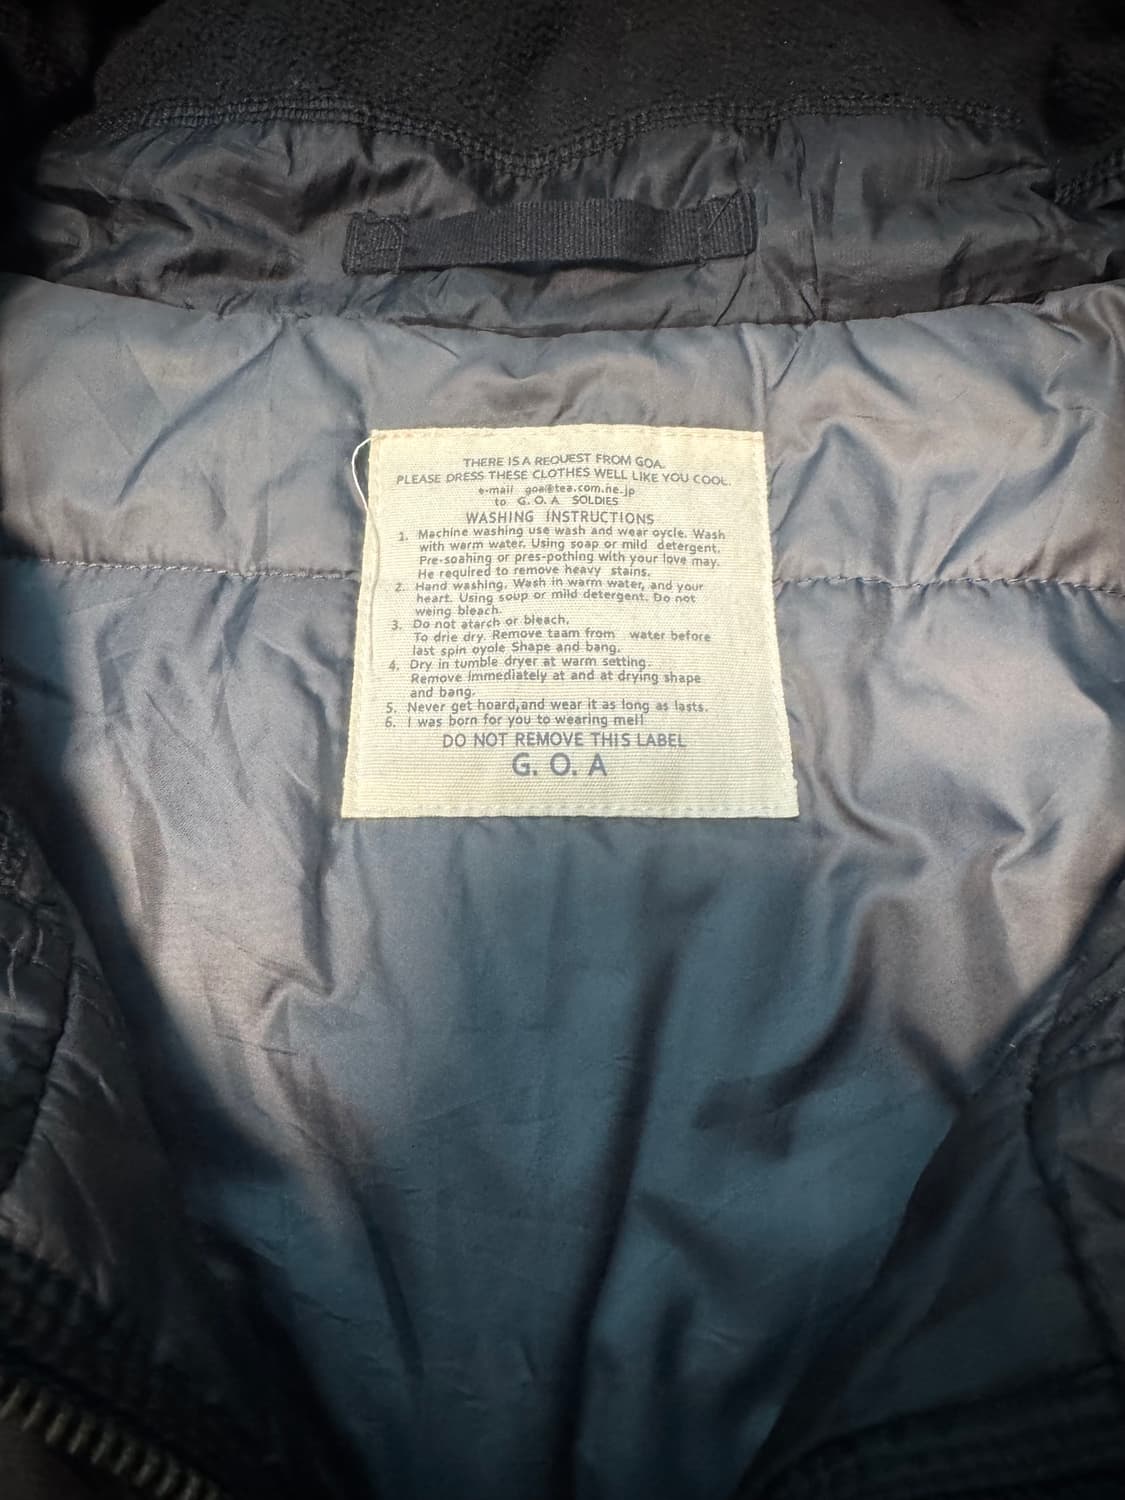 THERE IS A REQUEST FROM GOA.
PLEASE DRESS THESE CLOTHES WELL LIKE YOU COOL.
e-mail goa@tea.com.ne.jp
to G. O. A SOLDIES
WASHING INSTRUCTIONS
1. Machine washing use wash and wear oycle. Wash
with warm water. Using soap or mild detergent.
Pre-soahing or pres-pothing with your love may.
He required to remove heavy stains.
2. Hand washing. Wash in warm water, and your
heart. Using soup or mild detergent. Do not
weing bleach.
3. Do not atarch or bleach.
To drie dry. Remove taam from water before
last spin oyole Shape and bang.
4. Dry in tumble dryer at warm setting.
Remove immediately at and at drying shape
and bang.
5. Never get hoard,and wear it as long as lasts.
6. I was born for you to wearing mell
DO NOT REMOVE THIS LABEL
G. O. A